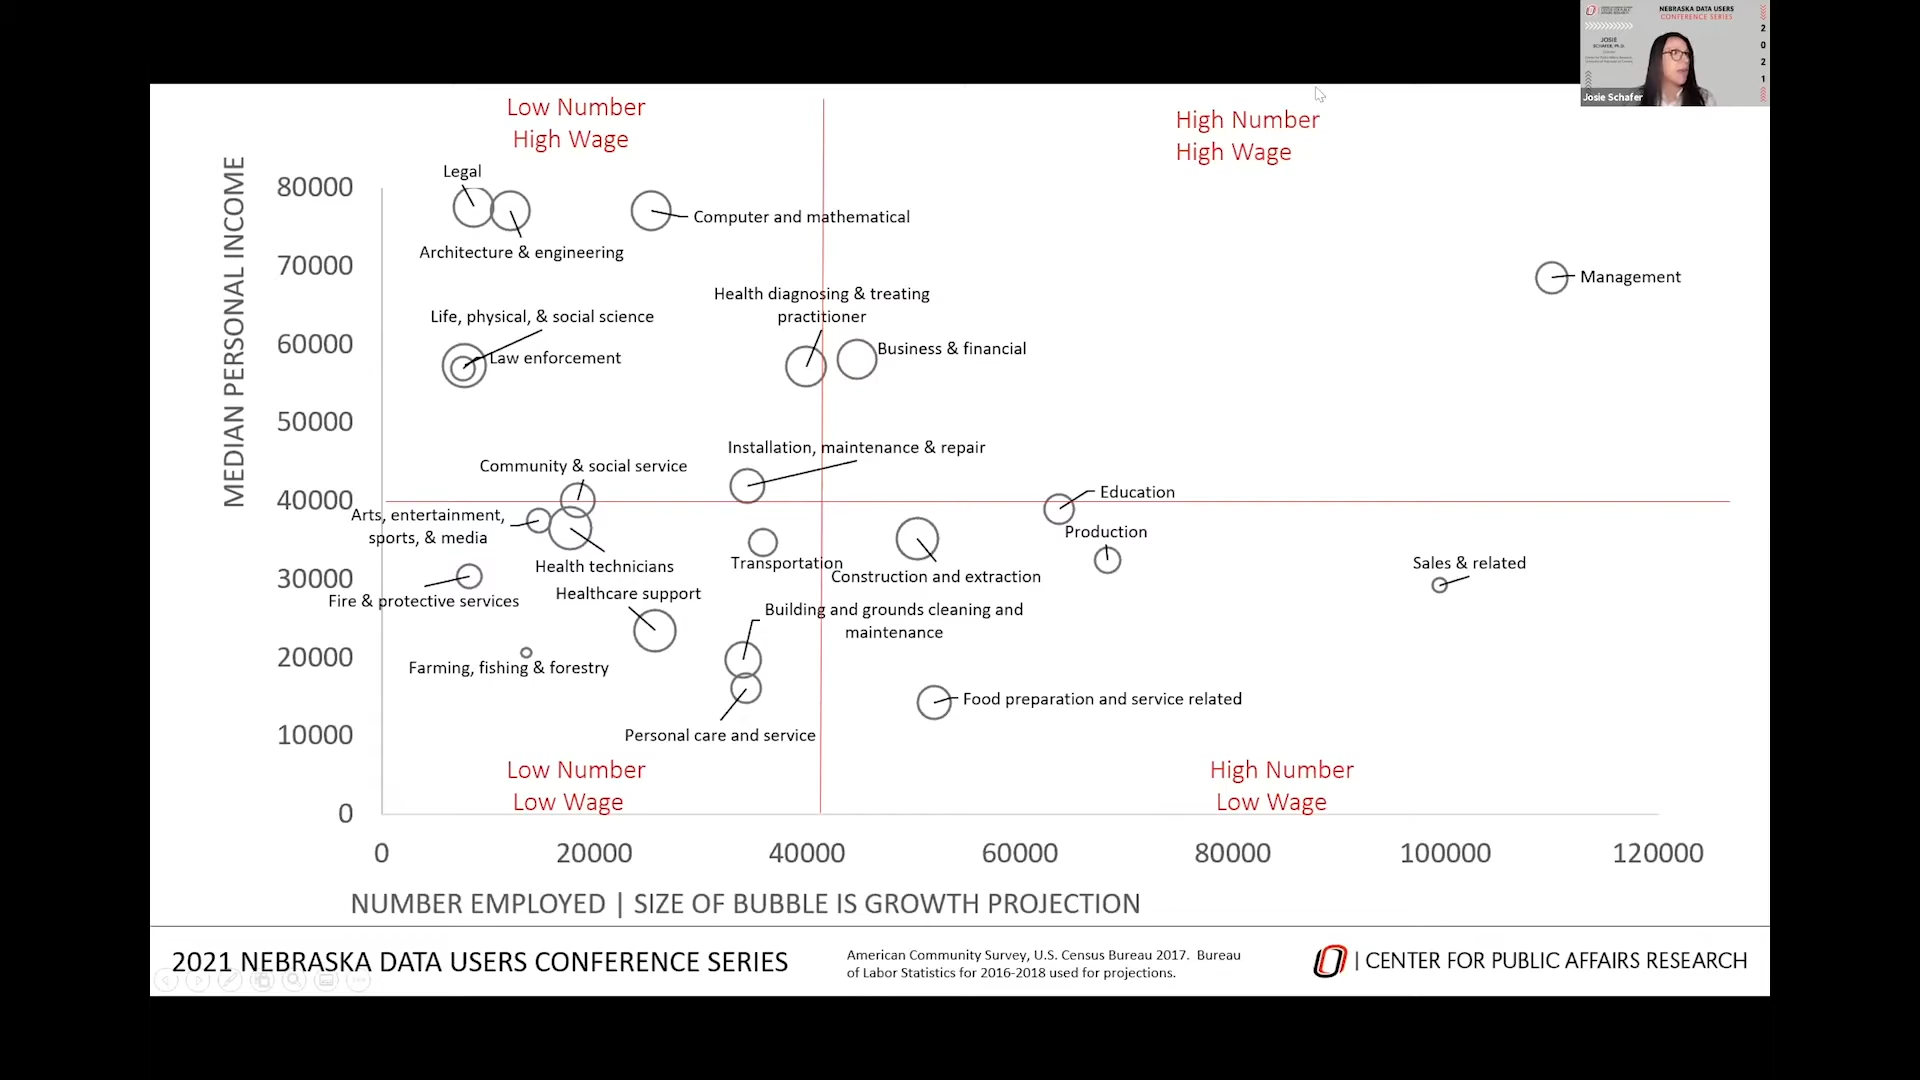 NEBRASKA DATA USERS
CONFERENCE SERIES
2
0
2
1
JOSIE
SCHAFER, Ph.D.
Josie Schafer
Low Number
High Wage
High Number
High Wage
MEDIAN PERSONAL INCOME
80000
70000
60000
50000
40000
30000
20000
10000
0
Legal
Architecture & engineering
Computer and mathematical
Management
Health diagnosing & treating
practitioner
Life, physical, & social science
Law enforcement
Business & financial
Installation, maintenance & repair
Community & social service
Education
Arts, entertainment,
sports, & media
Production
Health technicians
Transportation
Construction and extraction
Sales & related
Fire & protective services
Healthcare support
Building and grounds cleaning and
maintenance
Farming, fishing & forestry
Food preparation and service related
Personal care and service
Low Number
Low Wage
High Number
Low Wage
0 20000 40000 60000 80000 100000 120000
NUMBER EMPLOYED | SIZE OF BUBBLE IS GROWTH PROJECTION
2021 NEBRASKA DATA USERS CONFERENCE SERIES
American Community Survey, U.S. Census Bureau 2017. Bureau
of Labor Statistics for 2016-2018 used for projections.
O | CENTER FOR PUBLIC AFFAIRS RESEARCH